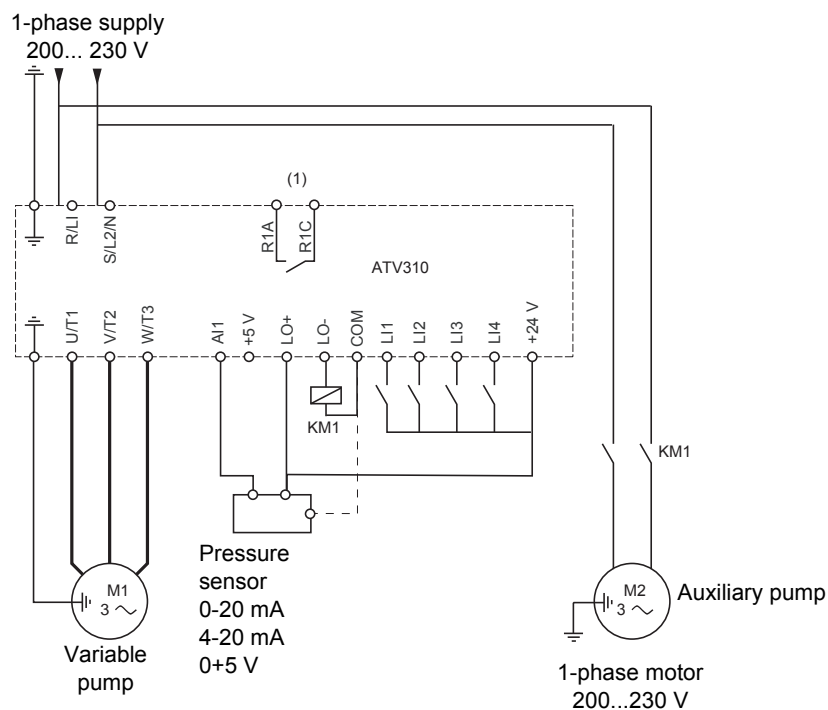 1-phase supply
200... 230 V
(1)
R/LI
S/L2/N
R1A
R1C
ATV310
U/T1
V/T2
W/T3
AI1
+5 V
LO+
LO-
COM
LI1
LI2
LI3
LI4
+24 V
KM1
KM1
Pressure
sensor
0-20 mA
4-20 mA
0+5 V
M1
3
Variable
pump
M2
3
Auxiliary pump
1-phase motor
200...230 V